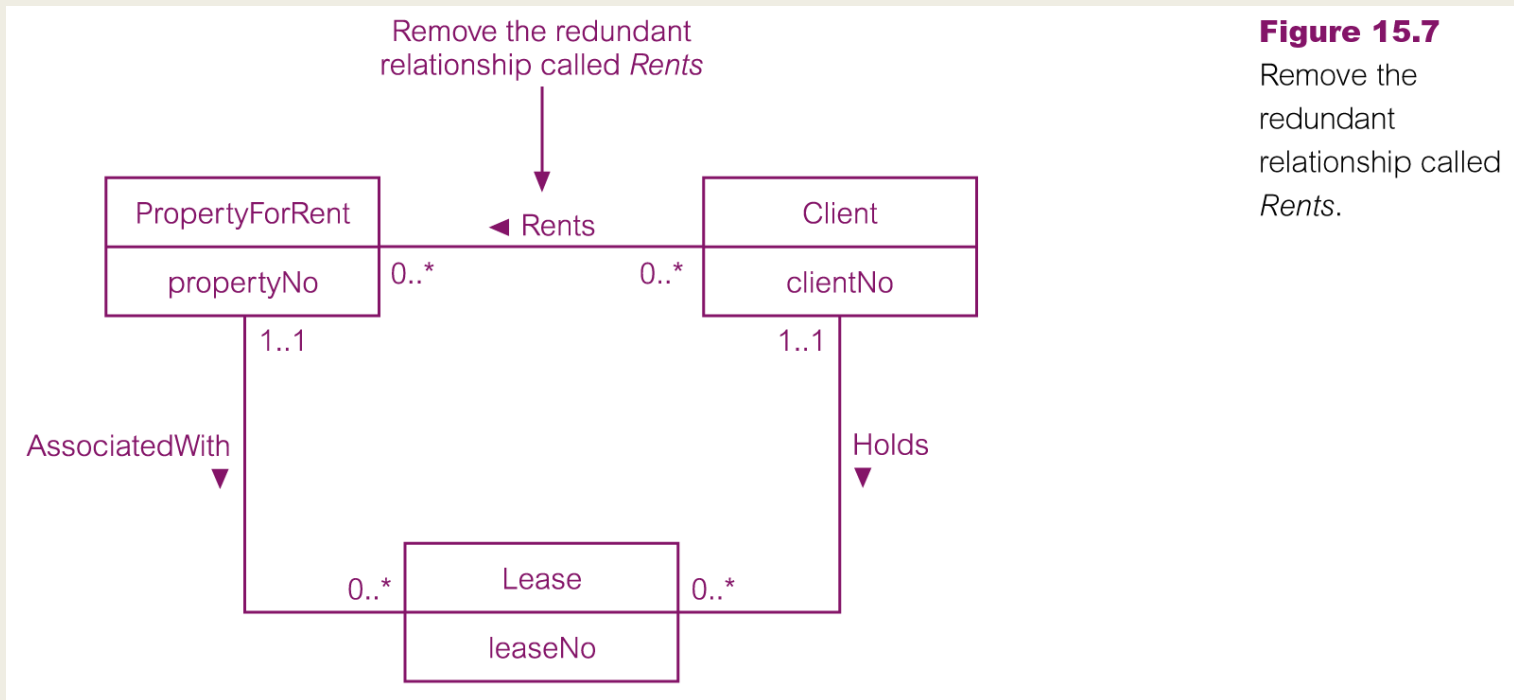 Remove the redundant
relationship called Rents
Figure 15.7
Remove the
redundant
relationship called
Rents.
PropertyForRent
propertyNo
◄ Rents
0..*
0..*
Client
clientNo
1..1
1..1
AssociatedWith
▼
Holds
▼
0..*
Lease
leaseNo
0..*